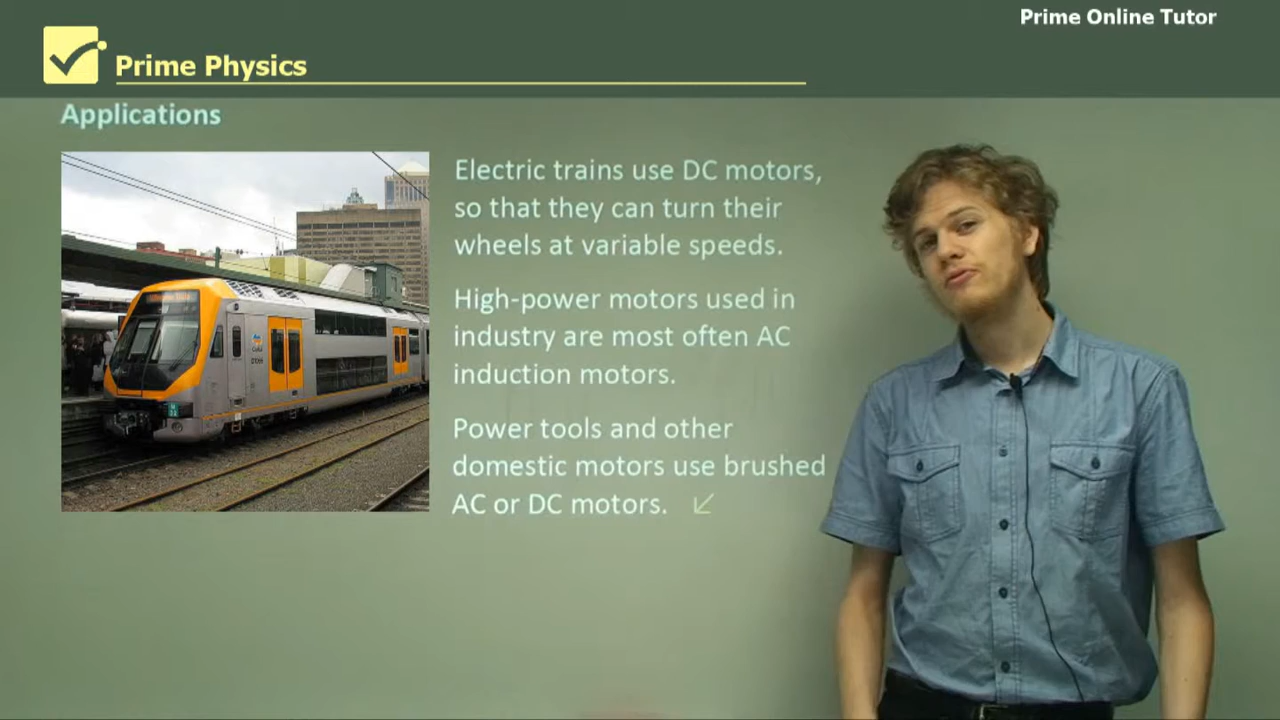 Prime Online Tutor
Prime Physics
Applications
Electric trains use DC motors,
so that they can turn their
wheels at variable speeds.
High-power motors used in
industry are most often AC
induction motors.
Power tools and other
domestic motors use brushed
AC or DC motors.